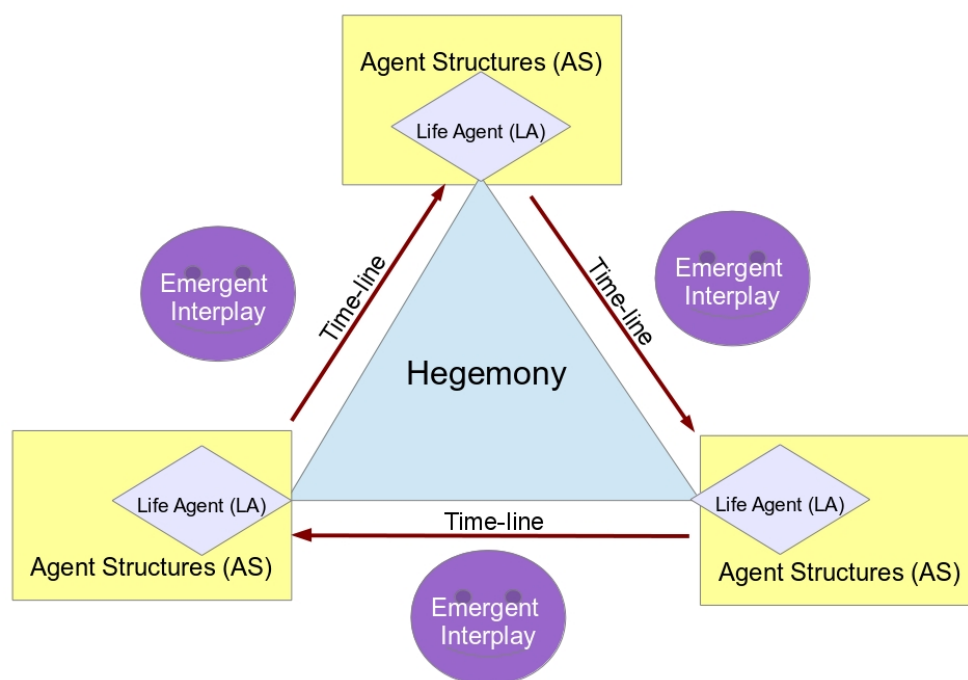 Agent Structures (AS)
Life Agent (LA)
Emergent
Interplay
Time-line
Time-line
Emergent
Interplay
Hegemony
Life Agent (LA)
Agent Structures (AS)
Time-line
Life Agent (LA)
Agent Structures (AS)
Emergent
Interplay